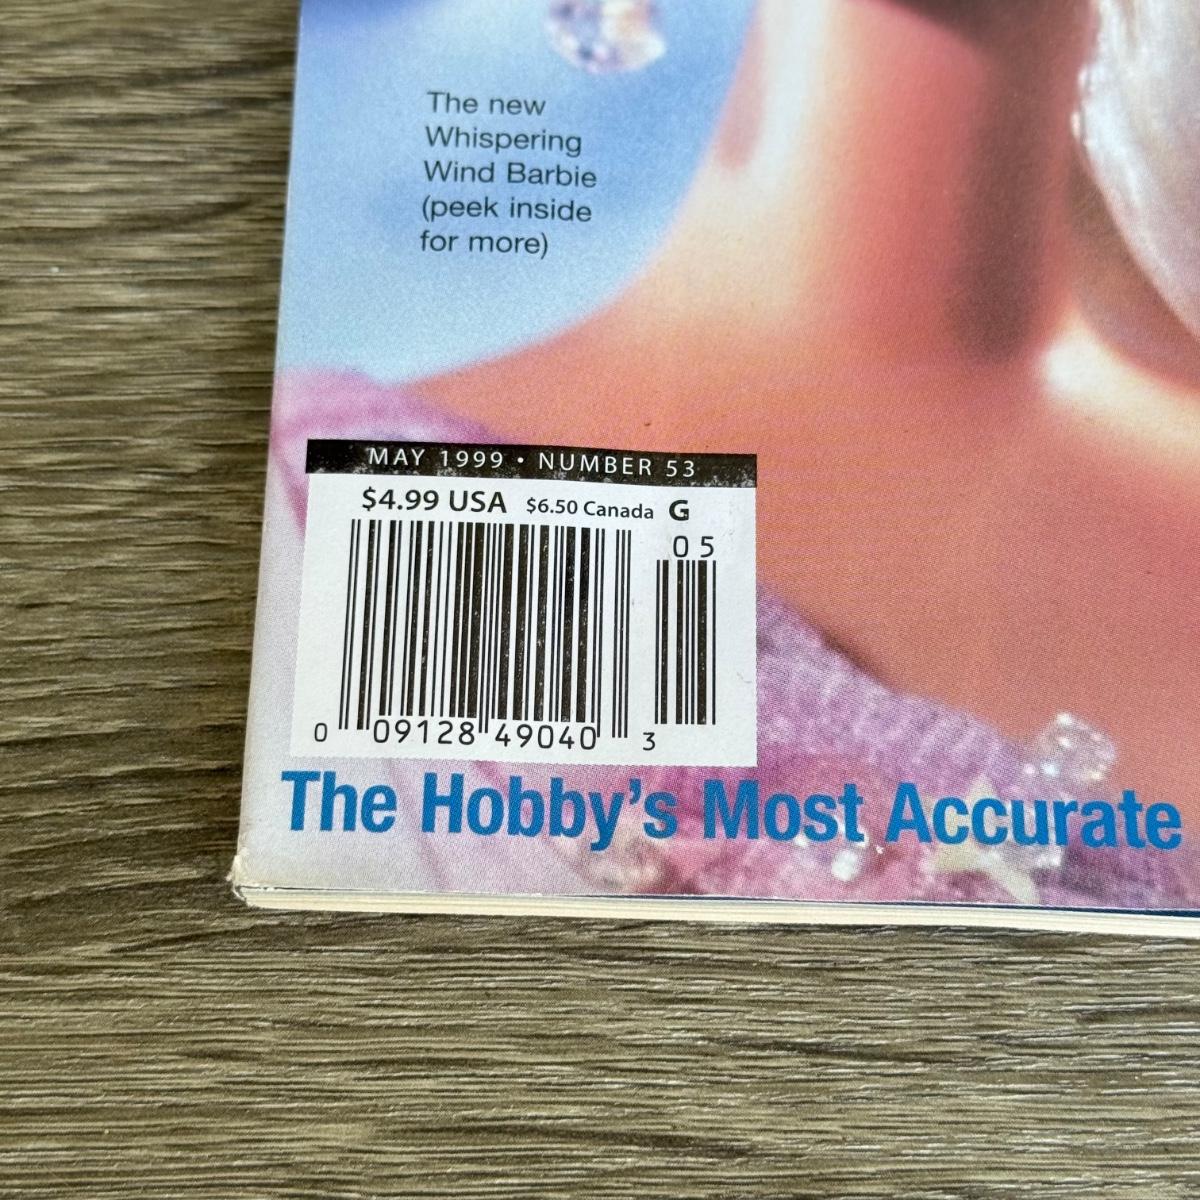 The new
Whispering
Wind Barbie
(peek inside
for more)
MAY 1999 • NUMBER 53
$4.99 USA $6.50 Canada G
05
0 09128 49040 3
The Hobby's Most Accurate